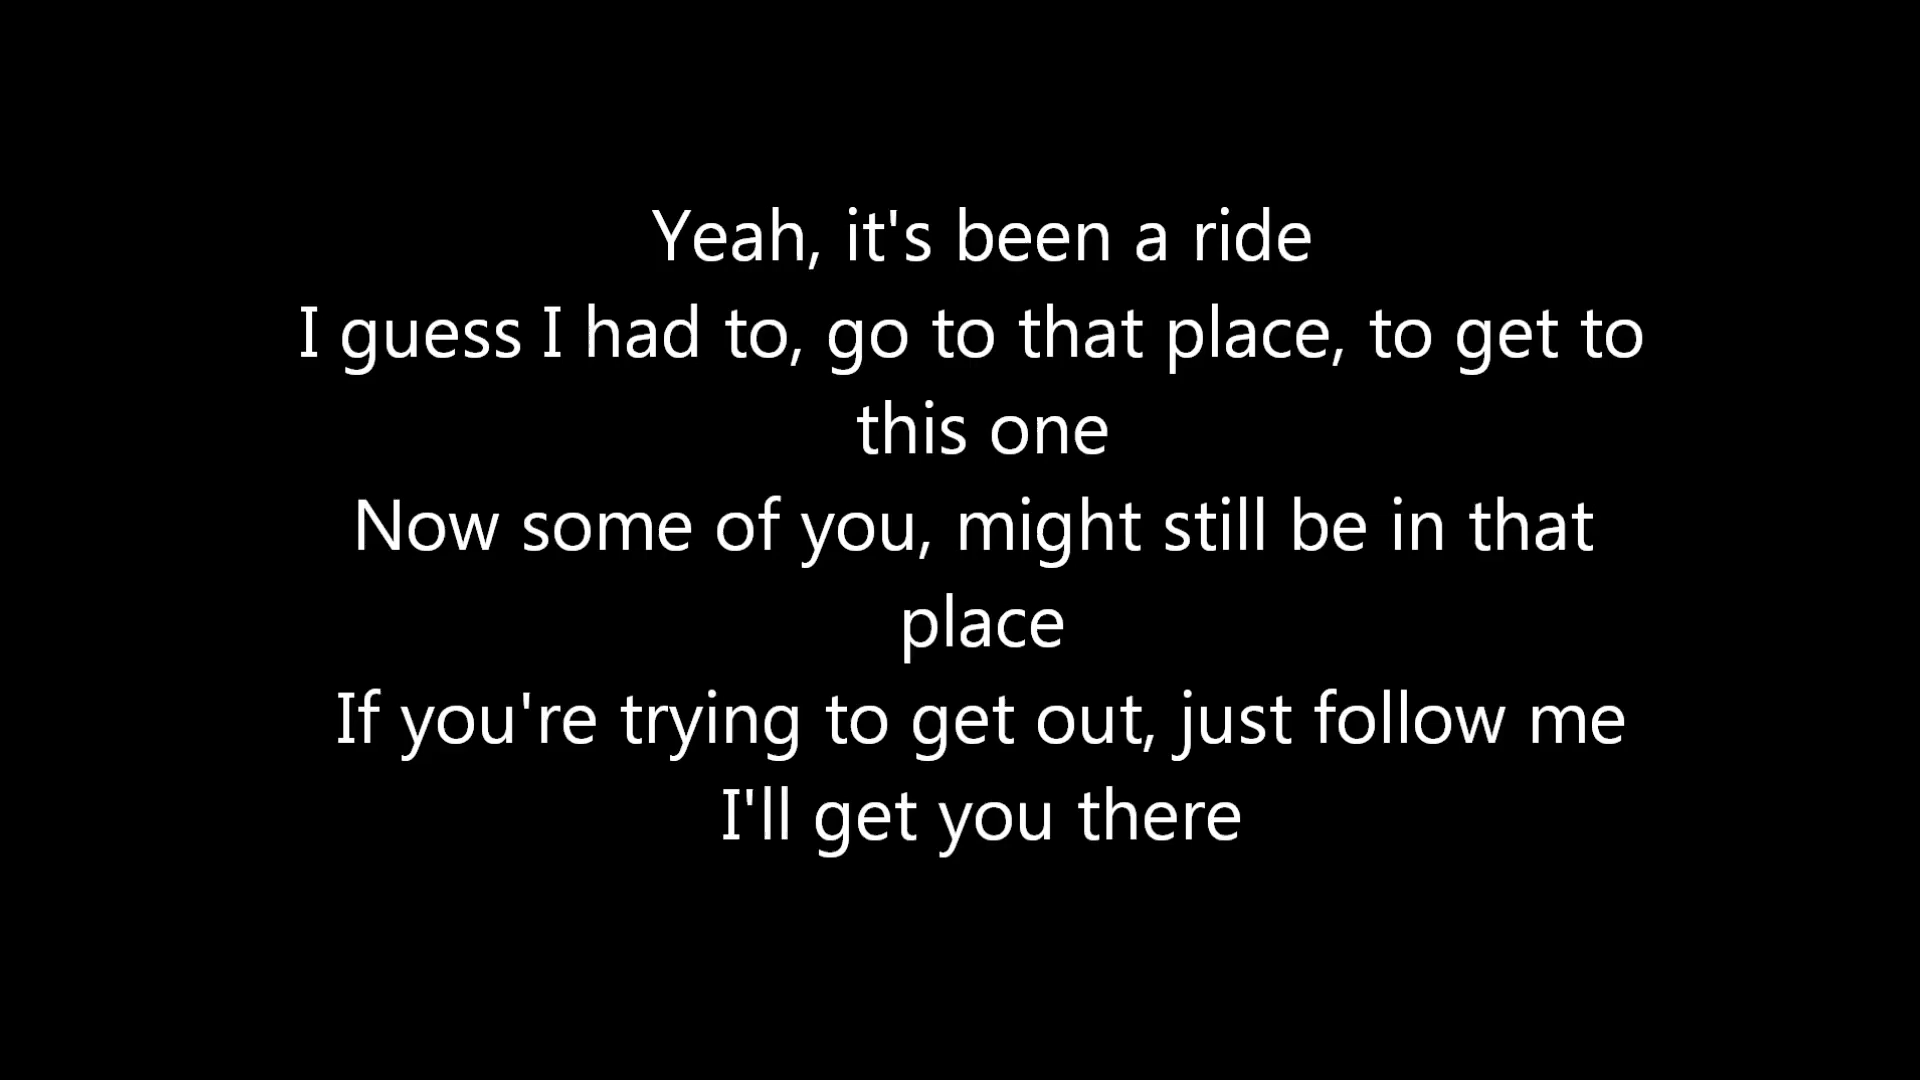 Yeah, it's been a ride
I guess I had to, go to that place, to get to
this one
Now some of you, might still be in that
place
If you're trying to get out, just follow me
I'll get you there